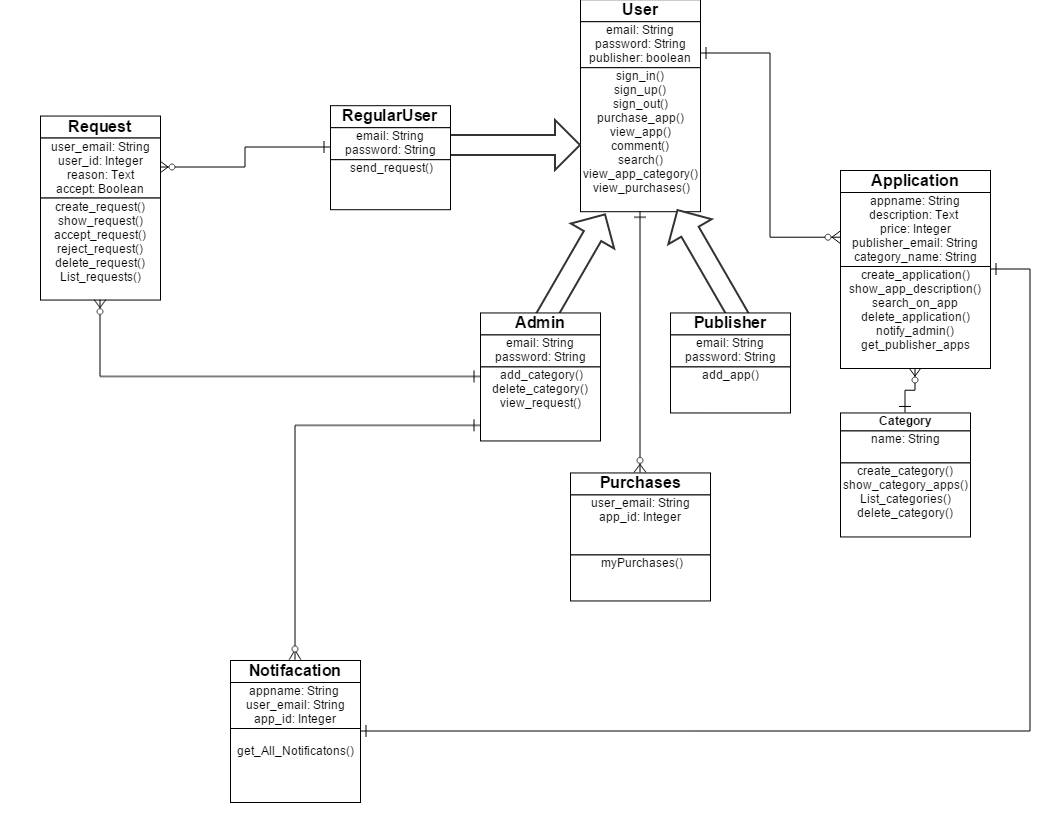 User
email: String
password: String
publisher: boolean
sign_in()
sign_up()
sign_out()
purchase_app()
view_app()
comment()
search()
view_app_category()
view_purchases()
RegularUser
email: String
password: String
send_request()
Request
user_email: String
user_id: Integer
reason: Text
accept: Boolean
create_request()
show_request()
accept_request()
reject_request()
delete_request()
List_requests()
Application
appname: String
description: Text
price: Integer
publisher_email: String
category_name: String
create_application()
show_app_description()
search_on_app
delete_application()
notify_admin()
get_publisher_apps
Admin
email: String
password: String
add_category()
delete_category()
view_request()
Publisher
email: String
password: String
add_app()
Category
name: String
create_category()
show_category_apps()
List_categories()
delete_category()
Purchases
user_email: String
app_id: Integer
myPurchases()
Notifacation
appname: String
user_email: String
app_id: Integer
get_All_Notificatons()